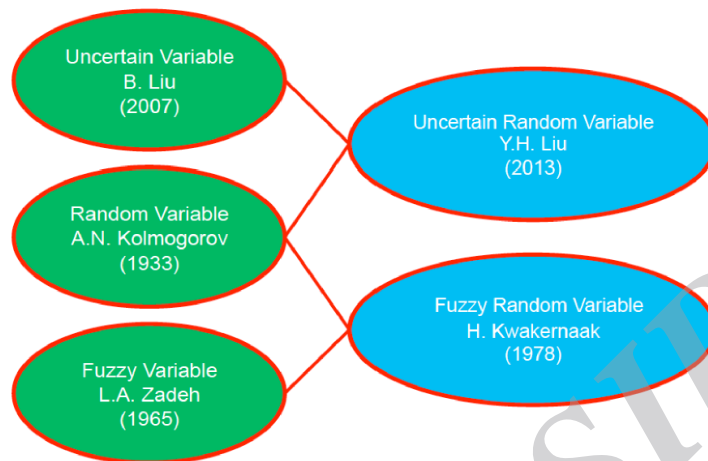 Uncertain Variable
B. Liu
(2007)
Uncertain Random Variable
Y.H. Liu
(2013)
Random Variable
A.N. Kolmogorov
(1933)
Fuzzy Random Variable
H. Kwakernaak
(1978)
Fuzzy Variable
L.A. Zadeh
(1965)